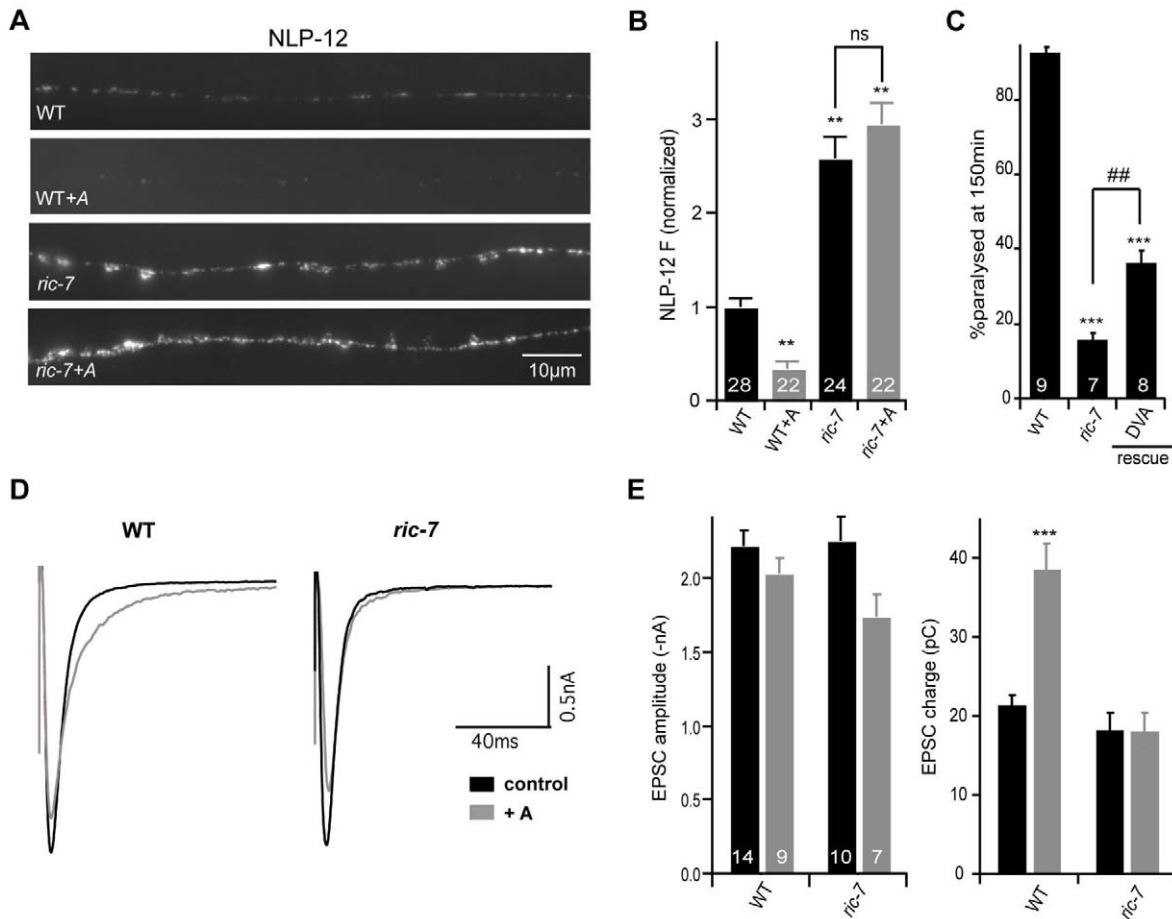 A
NLP-12
WT
WT+A
ric-7
ric-7+A
10µm
B
NLP-12 F (normalized)
3
2
1
0
ns
**
**
**
28
22
24
22
WT
WT+A
ric-7
ric-7+A
C
%paralysed at 150min
80
60
40
20
0
##
***
***
9
7
8
WT
ric-7
DVA
rescue
D
WT
ric-7
0.5nA
40ms
control
+ A
E
EPSC amplitude (-nA)
2.0
1.5
1.0
0.5
0.0
14
9
10
7
WT
ric-7
EPSC charge (pC)
40
30
20
10
0
***
WT
ric-7